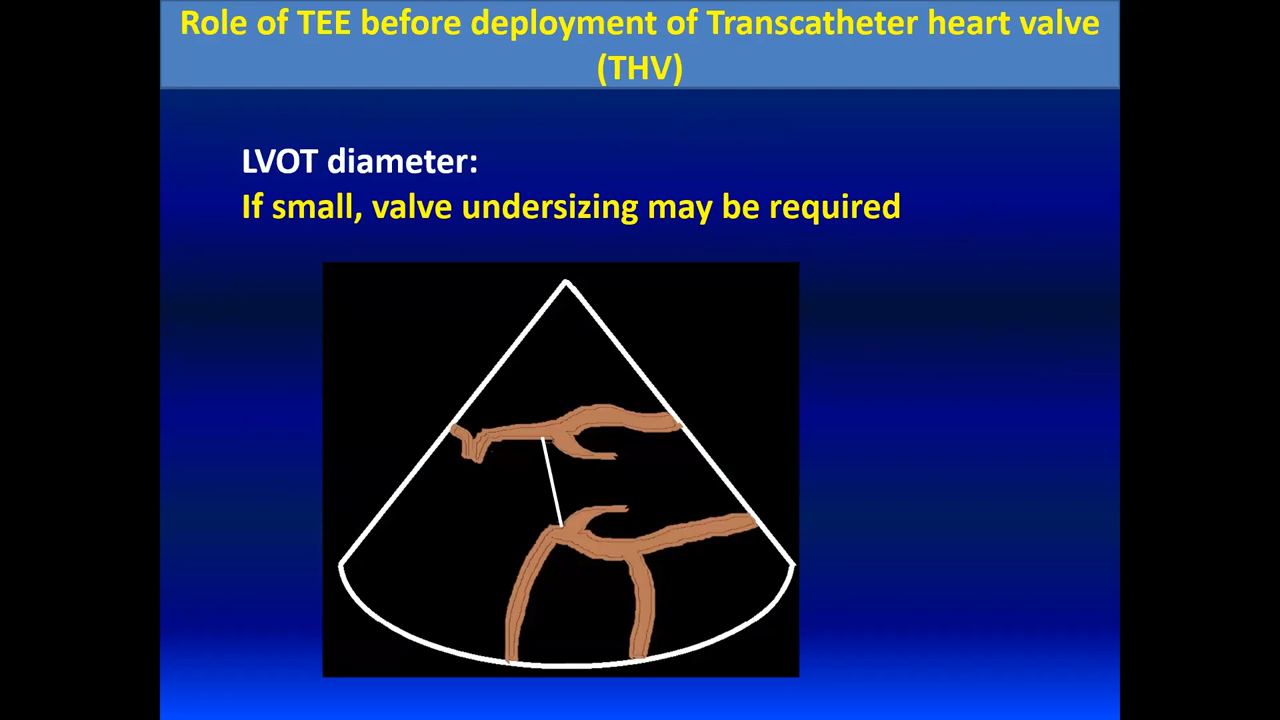 Role of TEE before deployment of Transcatheter heart valve
(THV)
LVOT diameter:
If small, valve undersizing may be required